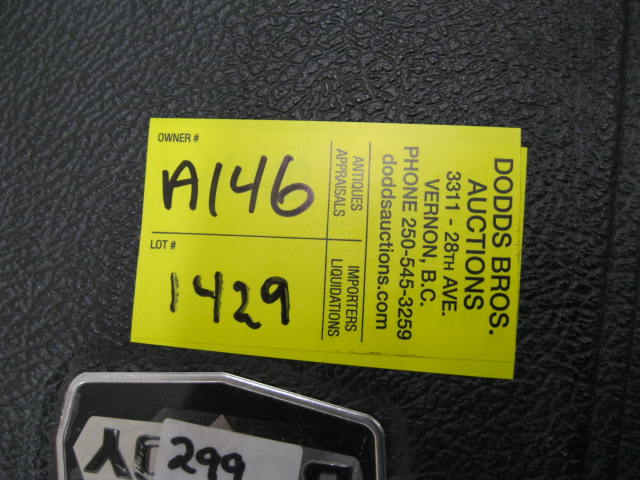 OWNER #
A146
LOT #
1429
ANTIQUES
APPRAISALS
IMPORTERS
LIQUIDATIONS
DODDS BROS.
AUCTIONS
3311 - 28TH AVE.
VERNON, B.C.
PHONE 250-545-3259
doddsauctions.com
299